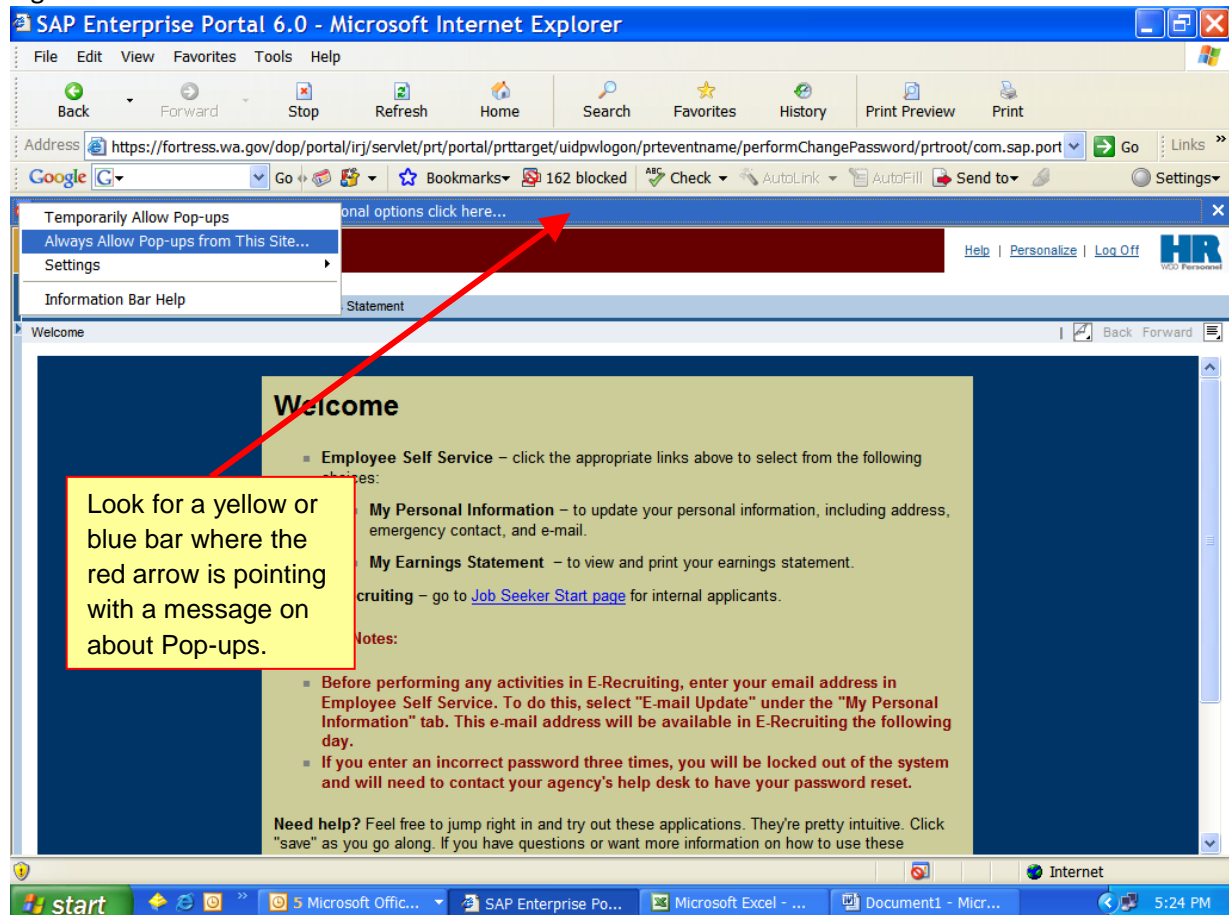 SAP Enterprise Portal 6.0 - Microsoft Internet Explorer
File Edit View Favorites Tools Help
Back Forward Stop Refresh Home Search Favorites History Print Preview Print
Address https://fortress.wa.gov/dop/portal/irj/servlet/prt/portal/prttarget/uidpwlogon/prteventname/performChangePassword/prtroot/com.sap.port Go Links »
Google G Go Bookmarks 162 blocked ABC Check AutoLink AutoFill Send to Settings
onal options click here...
Temporarily Allow Pop-ups
Always Allow Pop-ups from This Site...
Settings
Information Bar Help
Help | Personalize | Log Off
HR
Personnel
Statement
Welcome
Back Forward
Welcome
Employee Self Service – click the appropriate links above to select from the following
choices:
My Personal Information – to update your personal information, including address,
emergency contact, and e-mail.
My Earnings Statement – to view and print your earnings statement.
cruiting – go to Job Seeker Start page for internal applicants.
Notes:
Before performing any activities in E-Recruiting, enter your email address in
Employee Self Service. To do this, select "E-mail Update" under the "My Personal
Information" tab. This e-mail address will be available in E-Recruiting the following
day.
If you enter an incorrect password three times, you will be locked out of the system
and will need to contact your agency's help desk to have your password reset.
Need help? Feel free to jump right in and try out these applications. They're pretty intuitive. Click
"save" as you go along. If you have questions or want more information on how to use these
Look for a yellow or
blue bar where the
red arrow is pointing
with a message on
about Pop-ups.
Internet
start » 5 Microsoft Offic... SAP Enterprise Po... Microsoft Excel - ... Document1 - Micr... 5:24 PM